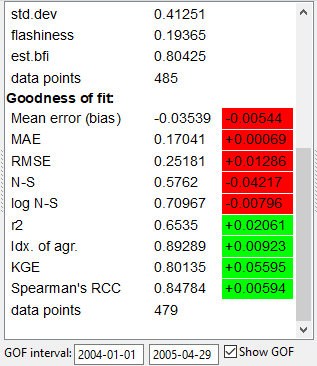 std.dev 0.41251
flashiness 0.19365
est.bfi 0.80425
data points 485
Goodness of fit:
Mean error (bias) -0.03539 -0.00544
MAE 0.17041 +0.00069
RMSE 0.25181 +0.01286
N-S 0.5762 -0.04217
log N-S 0.70967 -0.00796
r2 0.6535 +0.02061
Idx. of agr. 0.89289 +0.00923
KGE 0.80135 +0.05595
Spearman's RCC 0.84784 +0.00594
data points 479
GOF interval: 2004-01-01 2005-04-29 Show GOF